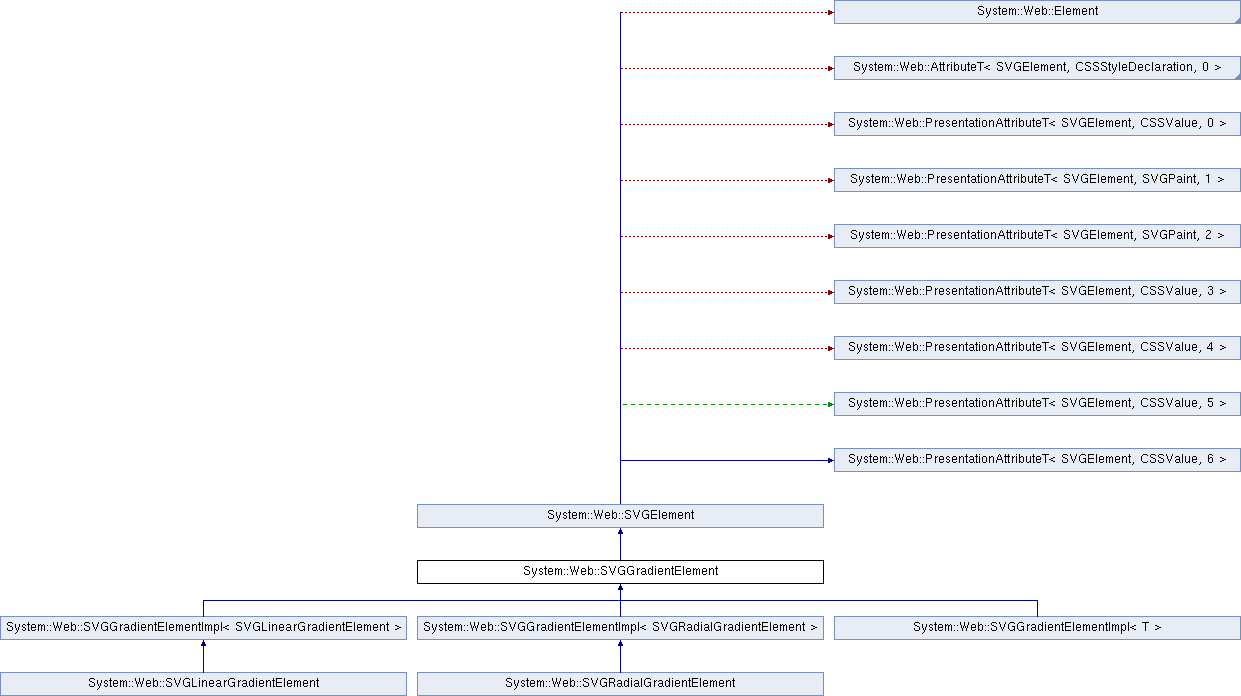 System::Web::Element
System::Web::AttributeT< SVGElement, CSSStyleDeclaration, 0 >
System::Web::PresentationAttributeT< SVGElement, CSSValue, 0 >
System::Web::PresentationAttributeT< SVGElement, SVGPaint, 1 >
System::Web::PresentationAttributeT< SVGElement, SVGPaint, 2 >
System::Web::PresentationAttributeT< SVGElement, CSSValue, 3 >
System::Web::PresentationAttributeT< SVGElement, CSSValue, 4 >
System::Web::PresentationAttributeT< SVGElement, CSSValue, 5 >
System::Web::PresentationAttributeT< SVGElement, CSSValue, 6 >
System::Web::SVGElement
System::Web::SVGGradientElement
System::Web::SVGGradientElementImpl< SVGLinearGradientElement >
System::Web::SVGGradientElementImpl< SVGRadialGradientElement >
System::Web::SVGGradientElementImpl< T >
System::Web::SVGLinearGradientElement
System::Web::SVGRadialGradientElement